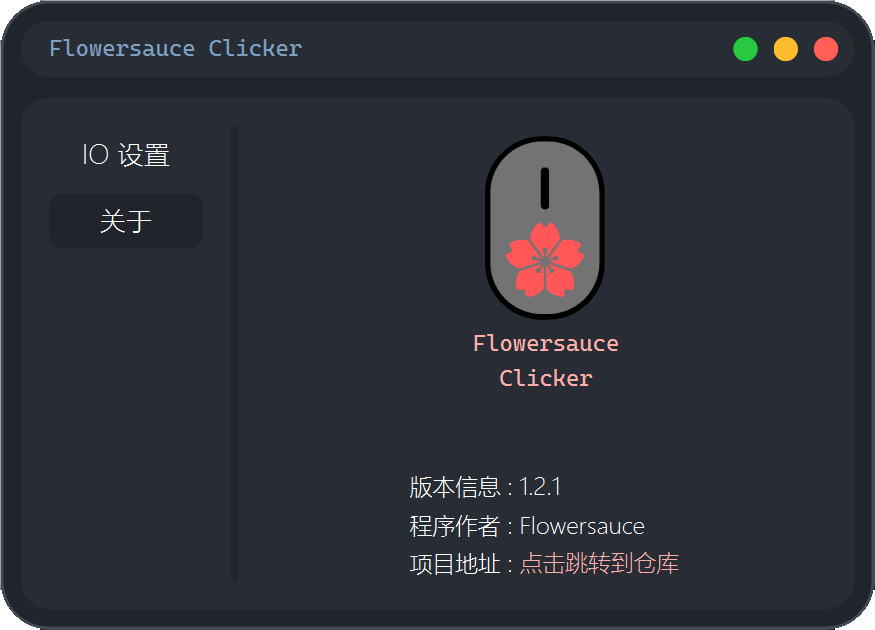 Flowersauce Clicker
IO 设置
关于
Flowersauce
Clicker
版本信息 : 1.2.1
程序作者 : Flowersauce
项目地址 : 点击跳转到仓库